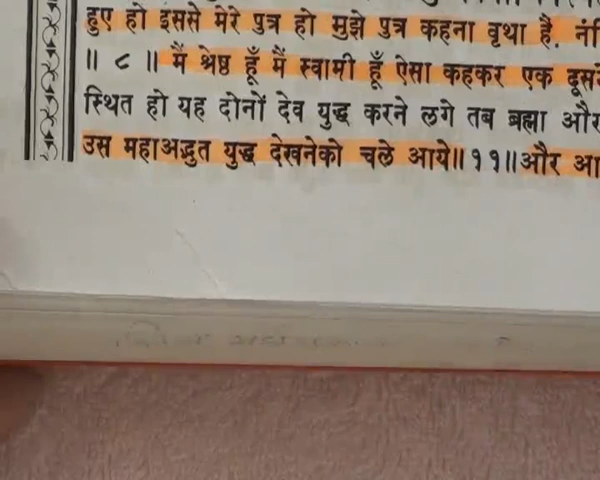 हुए हो इससे मेरे पुत्र हो मुझे पुत्र कहना वृथा है.
॥ ८ ॥ मैं श्रेष्ठ हूँ मैं स्वामी हूँ ऐसा कहकर एक
स्थित हो यह दोनों देव युद्ध करने लगे तब ब्रह्मा और
उस महाअद्भुत युद्ध देखनेको चले आये॥ ११॥ और आ